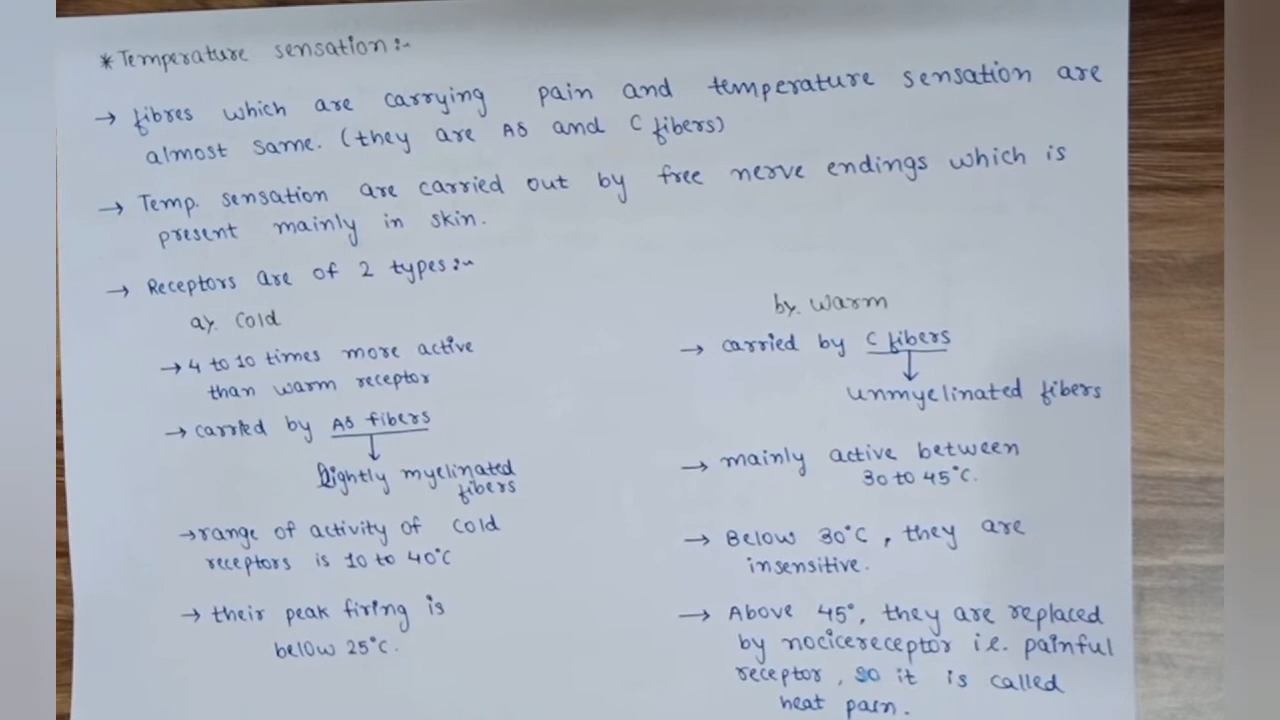 * Temperature sensation:-
→ fibres which are carrying pain and temperature sensation are
almost same. (they are Aδ and C fibers)
→ Temp. sensation are carried out by free nerve endings which is
present mainly in skin.
→ Receptors are of 2 types:-
a). Cold
→ 4 to 10 times more active
than warm receptor
→ carried by Aδ fibers
↓
Lightly myelinated
fibers
→ range of activity of cold
receptors is 10 to 40°C
→ their peak firing is
below 25°C.
b). Warm
→ carried by C fibers
↓
Unmyelinated fibers
→ mainly active between
30 to 45°C.
→ Below 30°C, they are
insensitive.
→ Above 45°, they are replaced
by nocicereceptor i.e. painful
receptor, so it is called
heat pain.